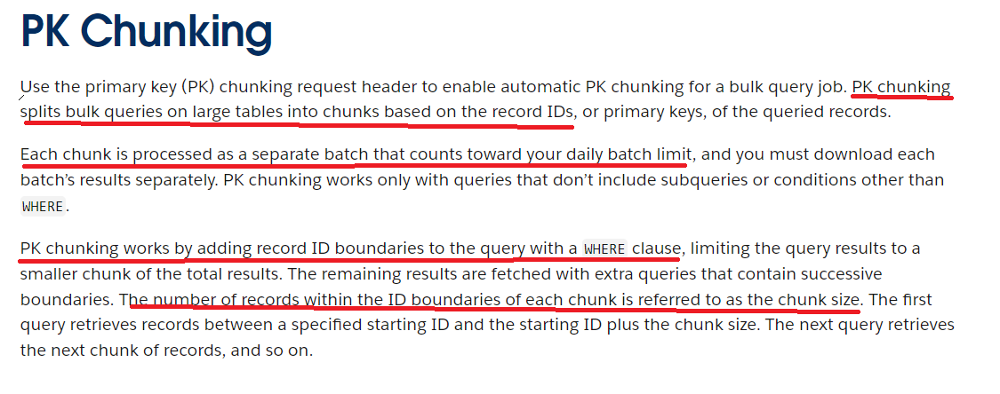 PK Chunking
Use the primary key (PK) chunking request header to enable automatic PK chunking for a bulk query job. PK chunking
splits bulk queries on large tables into chunks based on the record IDs, or primary keys, of the queried records.
Each chunk is processed as a separate batch that counts toward your daily batch limit, and you must download each
batch’s results separately. PK chunking works only with queries that don’t include subqueries or conditions other than
WHERE.
PK chunking works by adding record ID boundaries to the query with a WHERE clause, limiting the query results to a
smaller chunk of the total results. The remaining results are fetched with extra queries that contain successive
boundaries. The number of records within the ID boundaries of each chunk is referred to as the chunk size. The first
query retrieves records between a specified starting ID and the starting ID plus the chunk size. The next query retrieves
the next chunk of records, and so on.